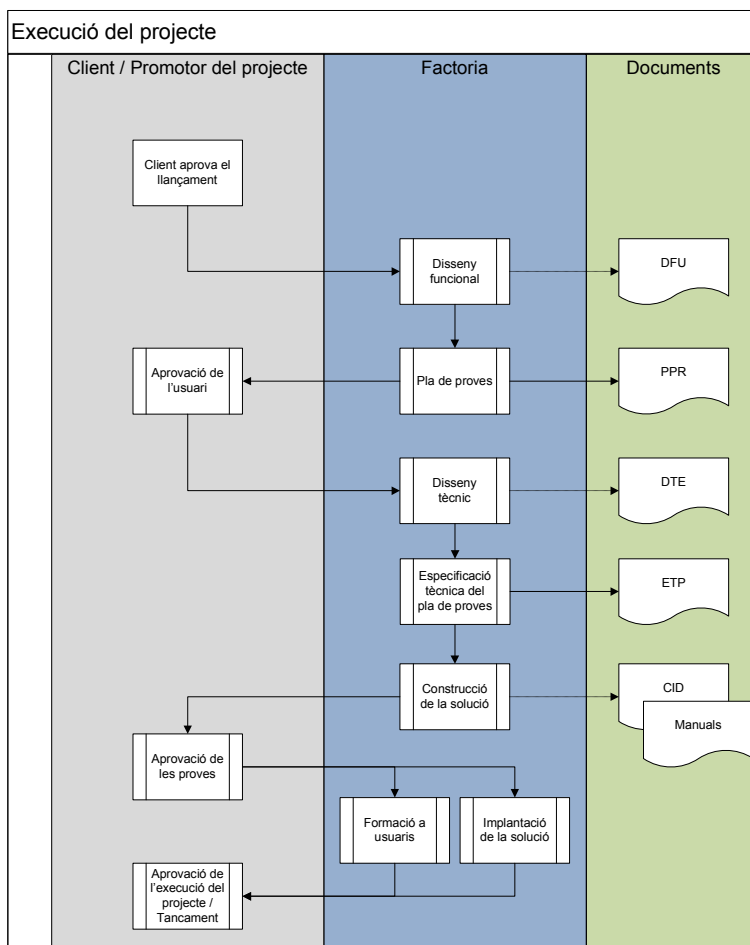 Execució del projecte
Client / Promotor del projecte
Factoria
Documents
Client aprova el
llançament
Disseny
funcional
DFU
Aprovació de
l'usuari
Pla de proves
PPR
Disseny
tècnic
DTE
Especificació
tècnica del
pla de proves
ETP
Construcció
de la solució
CID
Manuals
Aprovació de
les proves
Formació a
usuaris
Implantació
de la solució
Aprovació de
l'execució del
projecte /
Tancament